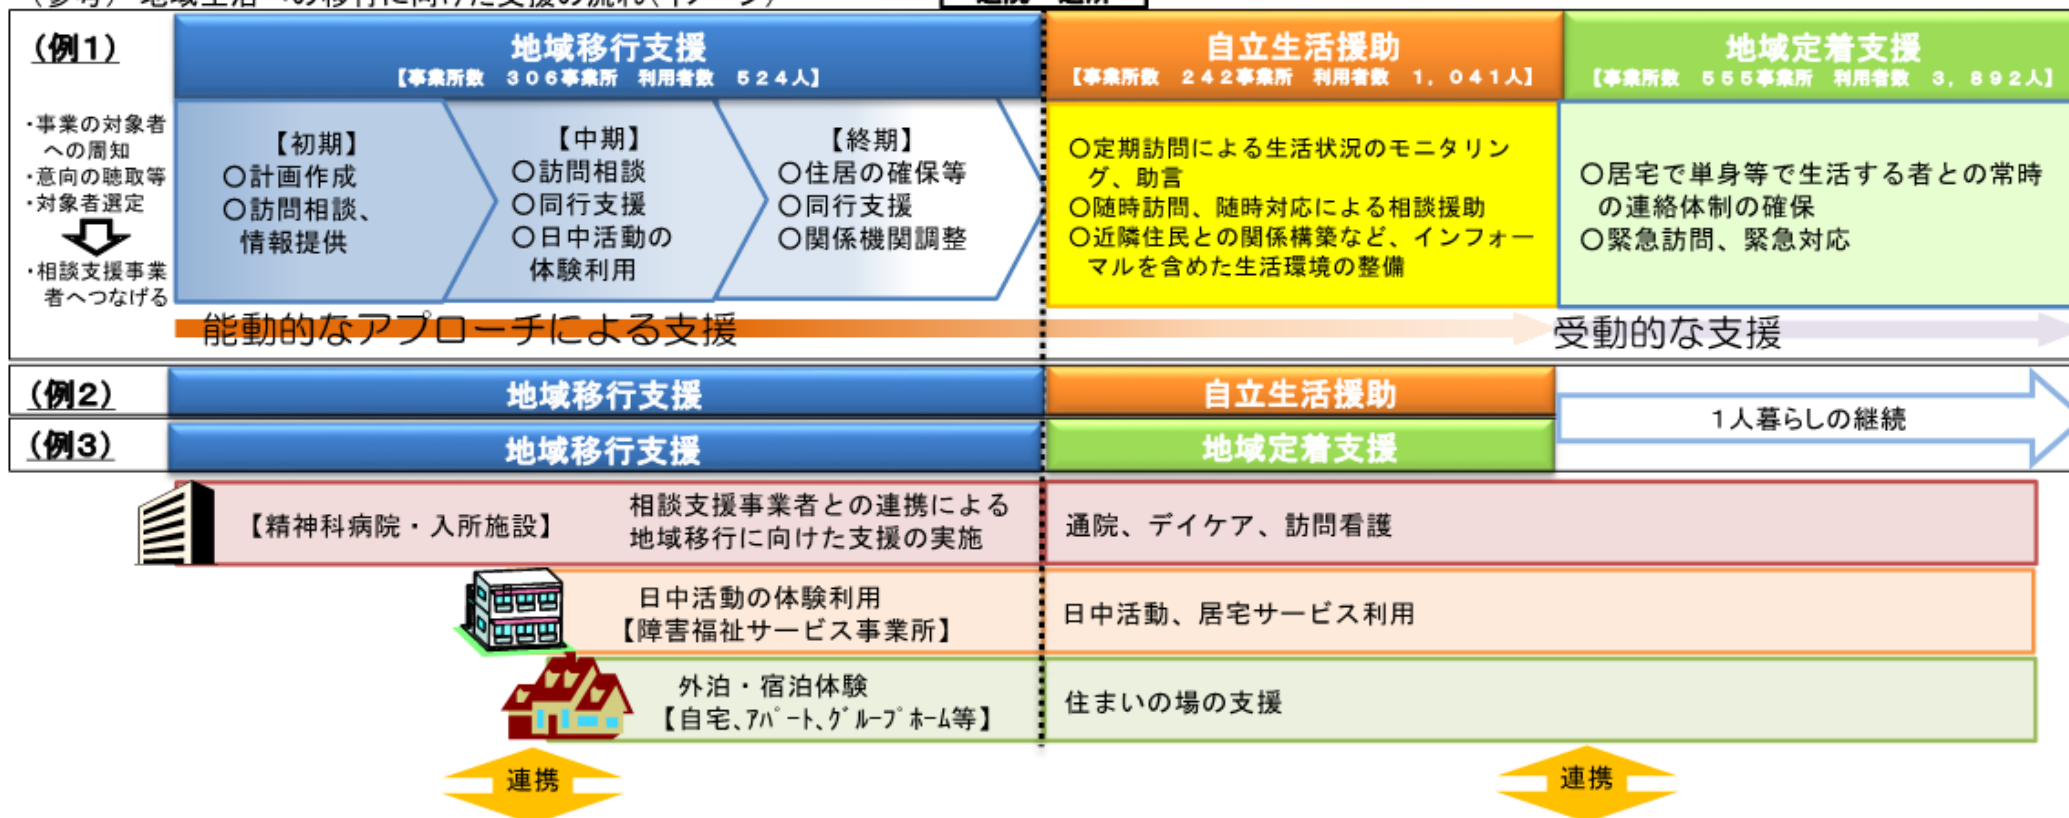 (例1)
地域移行支援
【事業所数 306事業所 利用者数 524人】
自立生活援助
【事業所数 242事業所 利用者数 1,041人】
地域定着支援
【事業所数 555事業所 利用者数 3,892人】
・事業の対象者
への周知
・意向の聴取等
・対象者選定
・相談支援事業
者へつなげる
【初期】
○計画作成
○訪問相談、
情報提供
【中期】
○訪問相談
○同行支援
○日中活動の
体験利用
【終期】
○住居の確保等
○同行支援
○関係機関調整
○定期訪問による生活状況のモニタリン
グ、助言
○随時訪問、随時対応による相談援助
○近隣住民との関係構築など、インフォー
マルを含めた生活環境の整備
○居宅で単身等で生活する者との常時
の連絡体制の確保
○緊急訪問、緊急対応
能動的なアプローチによる支援
受動的な支援
(例2)
地域移行支援
自立生活援助
1人暮らしの継続
(例3)
地域移行支援
地域定着支援
【精神科病院・入所施設】
相談支援事業者との連携による
地域移行に向けた支援の実施
通院、デイケア、訪問看護
日中活動の体験利用
【障害福祉サービス事業所】
日中活動、居宅サービス利用
外泊・宿泊体験
【自宅、アパート、グループホーム等】
住まいの場の支援
連携
連携